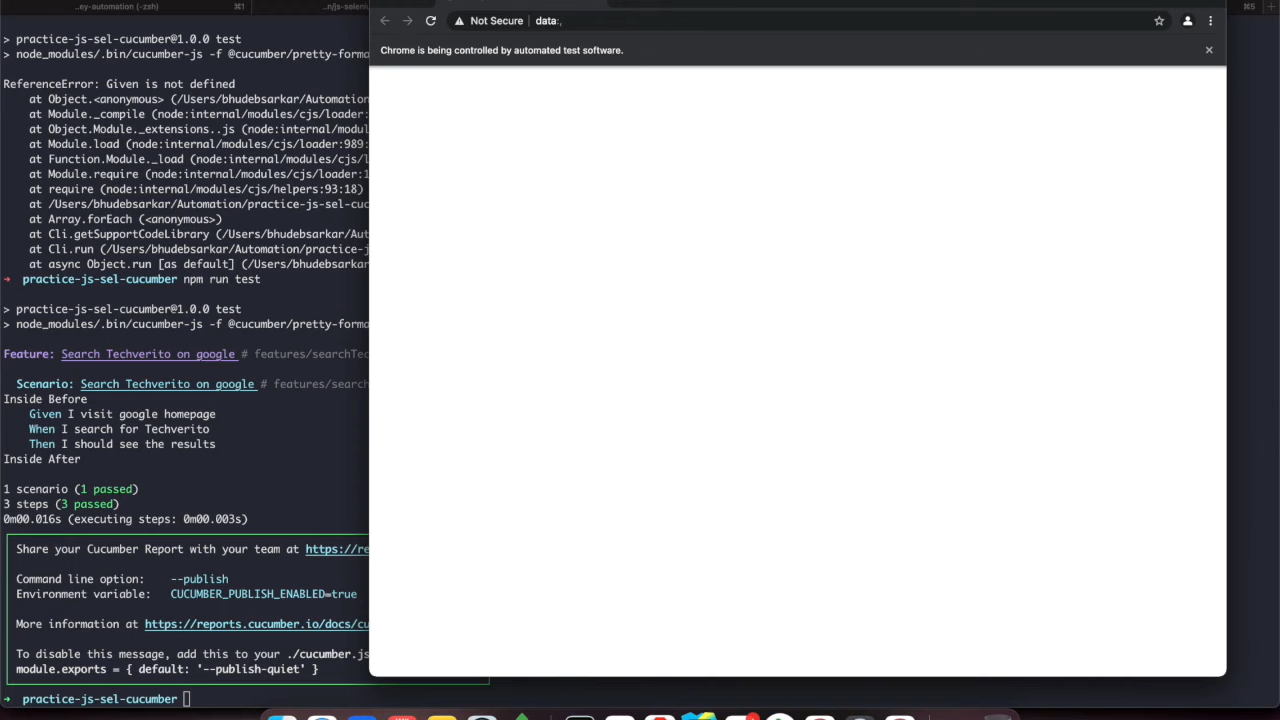 ..ey-automation (-zsh)
⌘1
..n/js-seleni
⌘5
> practice-js-sel-cucumber@1.0.0 test
> node_modules/.bin/cucumber-js -f @cucumber/pretty-forma
ReferenceError: Given is not defined
at Object.<anonymous> (/Users/bhudebsarkar/Automation
at Module._compile (node:internal/modules/cjs/loader:
at Object.Module._extensions..js (node:internal/modul
at Module.load (node:internal/modules/cjs/loader:989:
at Function.Module._load (node:internal/modules/cjs/l
at Module.require (node:internal/modules/cjs/loader:1
at require (node:internal/modules/cjs/helpers:93:18)
at /Users/bhudebsarkar/Automation/practice-js-sel-cuc
at Array.forEach (<anonymous>)
at Cli.getSupportCodeLibrary (/Users/bhudebsarkar/Aut
at Cli.run (/Users/bhudebsarkar/Automation/practice-j
at async Object.run [as default] (/Users/bhudebsarkar
→ practice-js-sel-cucumber npm run test
> practice-js-sel-cucumber@1.0.0 test
> node_modules/.bin/cucumber-js -f @cucumber/pretty-forma
Feature: Search Techverito on google # features/searchTec
Scenario: Search Techverito on google # features/search
Inside Before
Given I visit google homepage
When I search for Techverito
Then I should see the results
Inside After
1 scenario (1 passed)
3 steps (3 passed)
0m00.016s (executing steps: 0m00.003s)
Share your Cucumber Report with your team at https://re
Command line option: --publish
Environment variable: CUCUMBER_PUBLISH_ENABLED=true
More information at https://reports.cucumber.io/docs/cu
To disable this message, add this to your ./cucumber.js
module.exports = { default: '--publish-quiet' }
→ practice-js-sel-cucumber
Not Secure | data:,
Chrome is being controlled by automated test software.